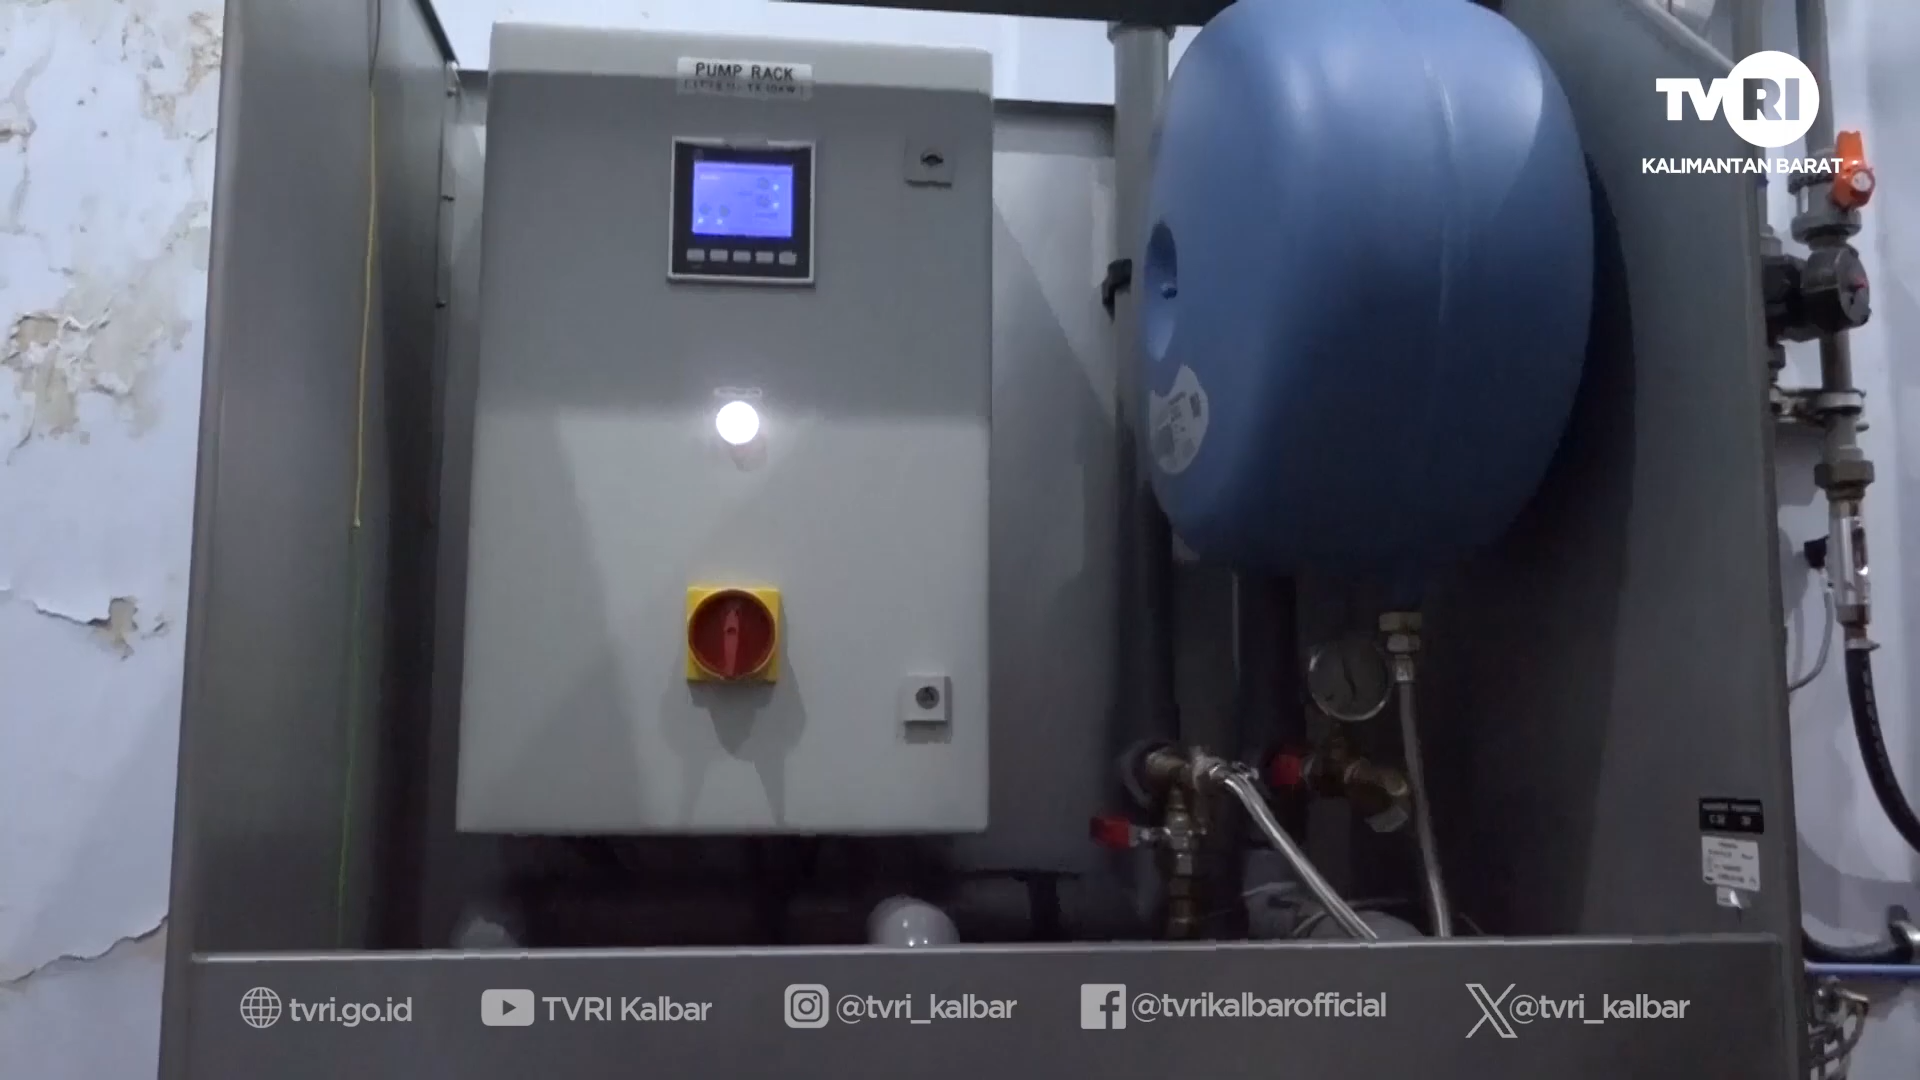 PUMP RACK
TVRI
KALIMANTAN BARAT
tvri.go.id
TVRI Kalbar
@tvri_kalbar
@tvrikalbarofficial
@tvri_kalbar